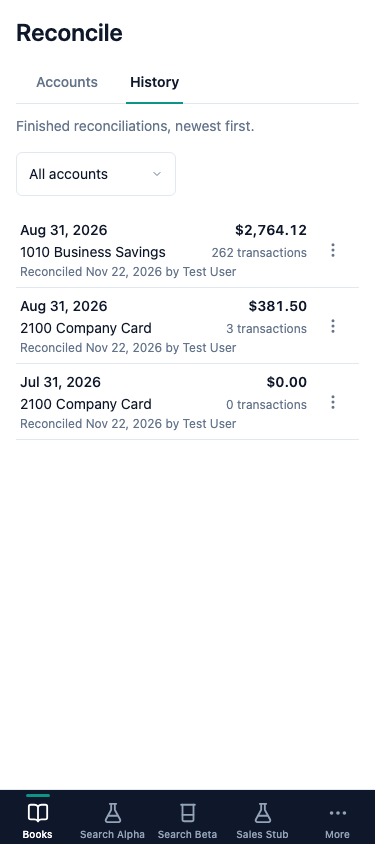 Reconcile
Accounts History
Finished reconciliations, newest first.
All accounts
Aug 31, 2026 $2,764.12
1010 Business Savings 262 transactions
Reconciled Nov 22, 2026 by Test User
Aug 31, 2026 $381.50
2100 Company Card 3 transactions
Reconciled Nov 22, 2026 by Test User
Jul 31, 2026 $0.00
2100 Company Card 0 transactions
Reconciled Nov 22, 2026 by Test User
Books Search Alpha Search Beta Sales Stub More